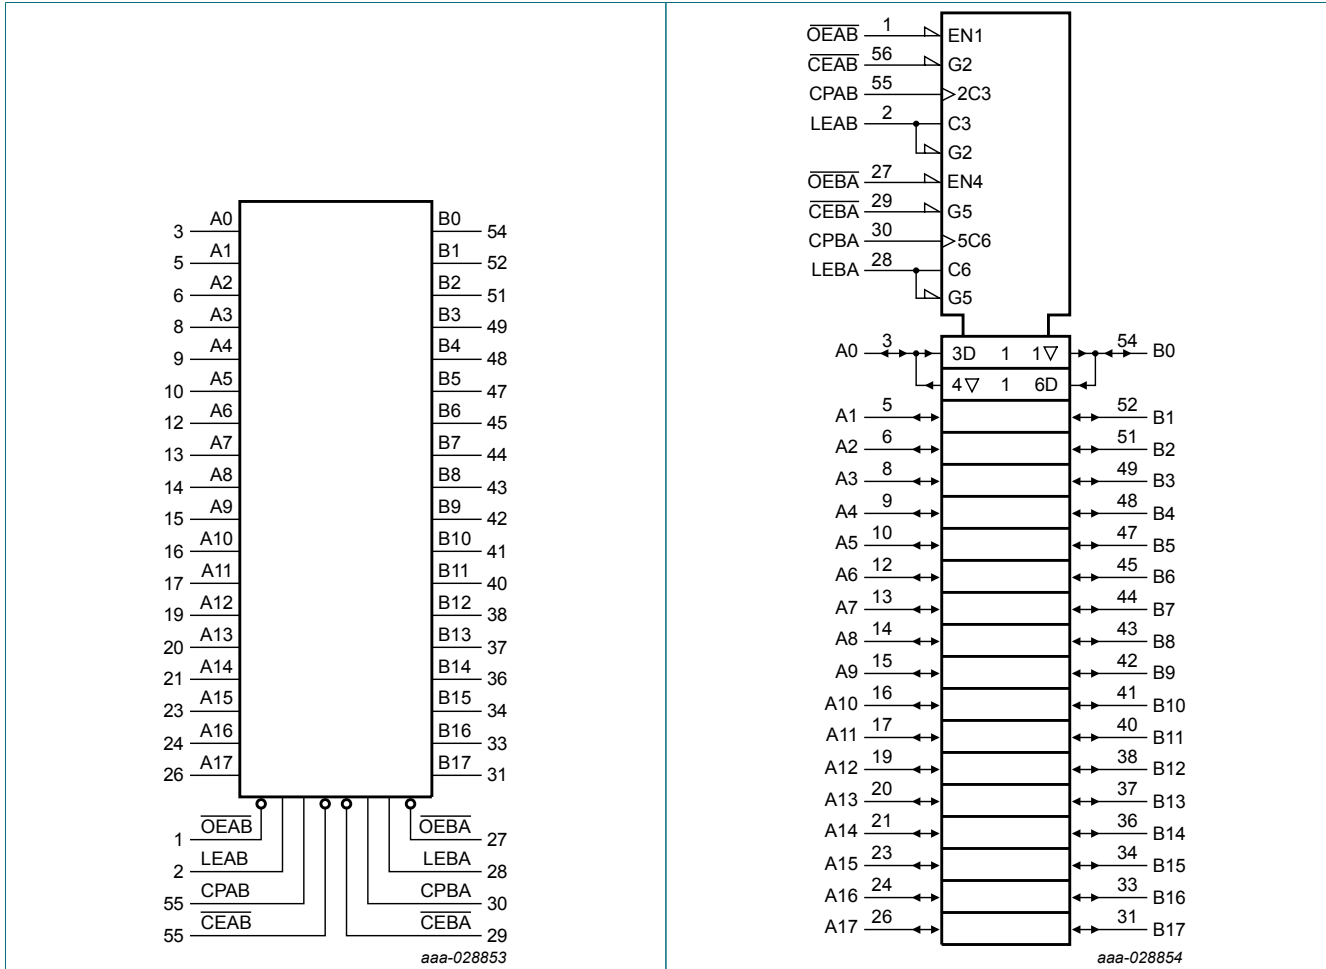 A0 B0
3 54
A1 B1
5 52
A2 B2
6 51
A3 B3
8 49
A4 B4
9 48
A5 B5
10 47
A6 B6
12 45
A7 B7
13 44
A8 B8
14 43
A9 B9
15 42
A10 B10
16 41
A11 B11
17 40
A12 B12
19 38
A13 B13
20 37
A14 B14
21 36
A15 B15
23 34
A16 B16
24 33
A17 B17
26 31
O̅E̅A̅B̅ O̅E̅B̅A̅
1 27
LEAB LEBA
2 28
CPAB CPBA
55 30
C̅E̅A̅B̅ C̅E̅B̅A̅
55 29
aaa-028853
O̅E̅A̅B̅ 1 EN1
C̅E̅A̅B̅ 56 G2
CPAB 55 2C3
LEAB 2 C3
G2
O̅E̅B̅A̅ 27 EN4
C̅E̅B̅A̅ 29 G5
CPBA 30 5C6
LEBA 28 C6
G5
A0 3 3D 1 1▽ 54 B0
4▽ 1 6D
A1 5 52 B1
A2 6 51 B2
A3 8 49 B3
A4 9 48 B4
A5 10 47 B5
A6 12 45 B6
A7 13 44 B7
A8 14 43 B8
A9 15 42 B9
A10 16 41 B10
A11 17 40 B11
A12 19 38 B12
A13 20 37 B13
A14 21 36 B14
A15 23 34 B15
A16 24 33 B16
A17 26 31 B17
aaa-028854